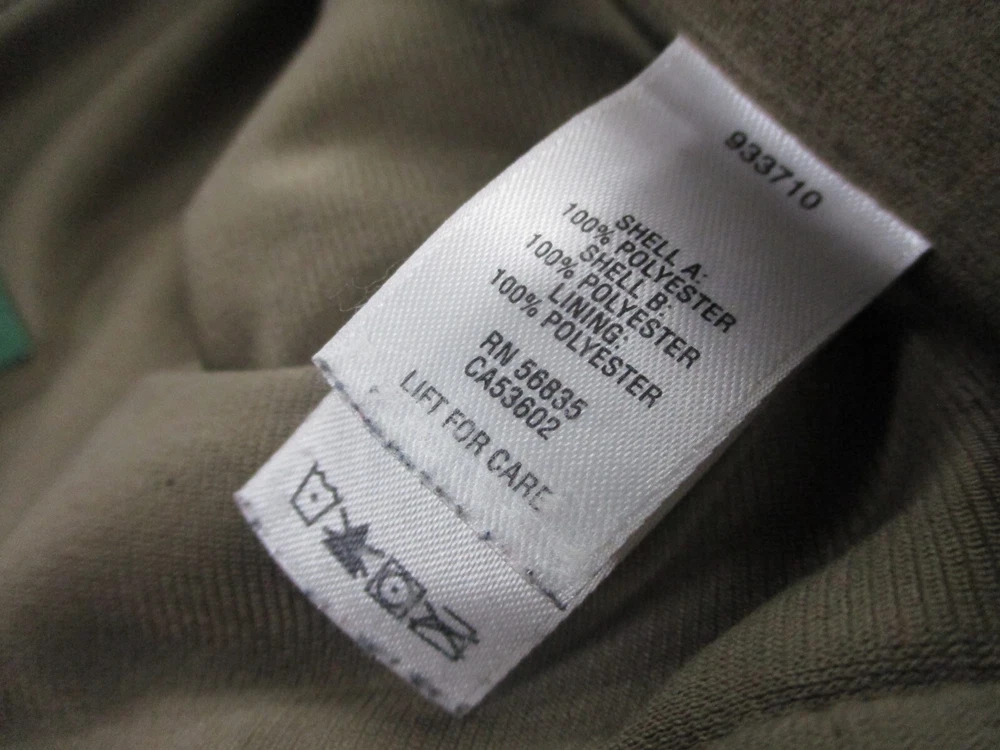 933710
SHELL A:
100% POLYESTER
SHELL B:
100% POLYESTER
LINING:
100% POLYESTER
RN 56835
CA53602
LIFT FOR CARE